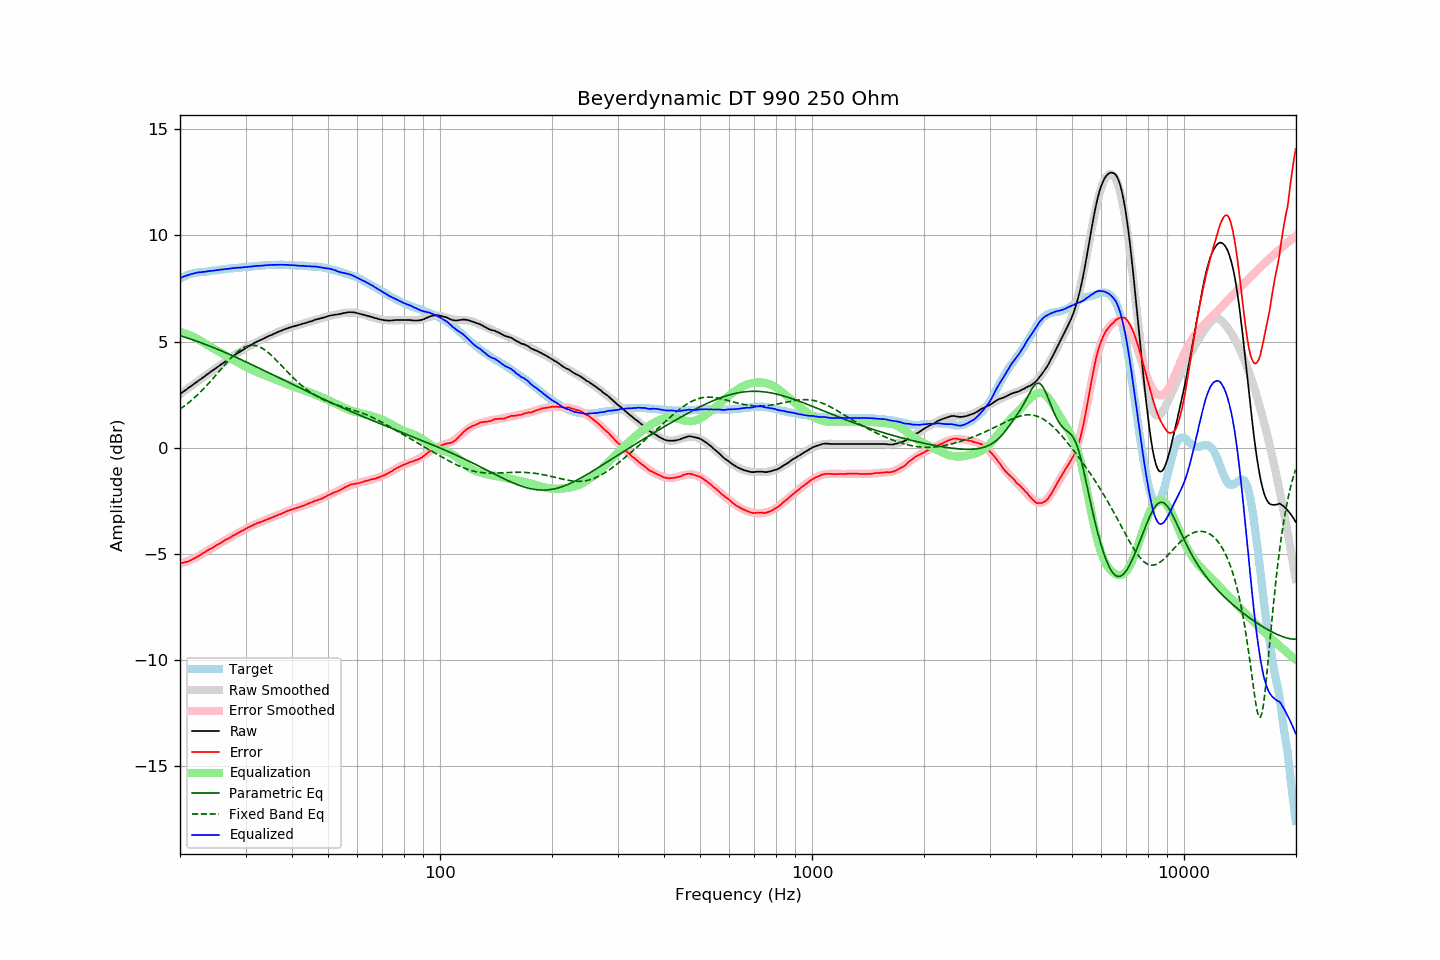 Beyerdynamic DT 990 250 Ohm
Amplitude (dBr)
15
10
5
0
−5
−10
−15
Target
Raw Smoothed
Error Smoothed
Raw
Error
Equalization
Parametric Eq
Fixed Band Eq
Equalized
100
1000
10000
Frequency (Hz)